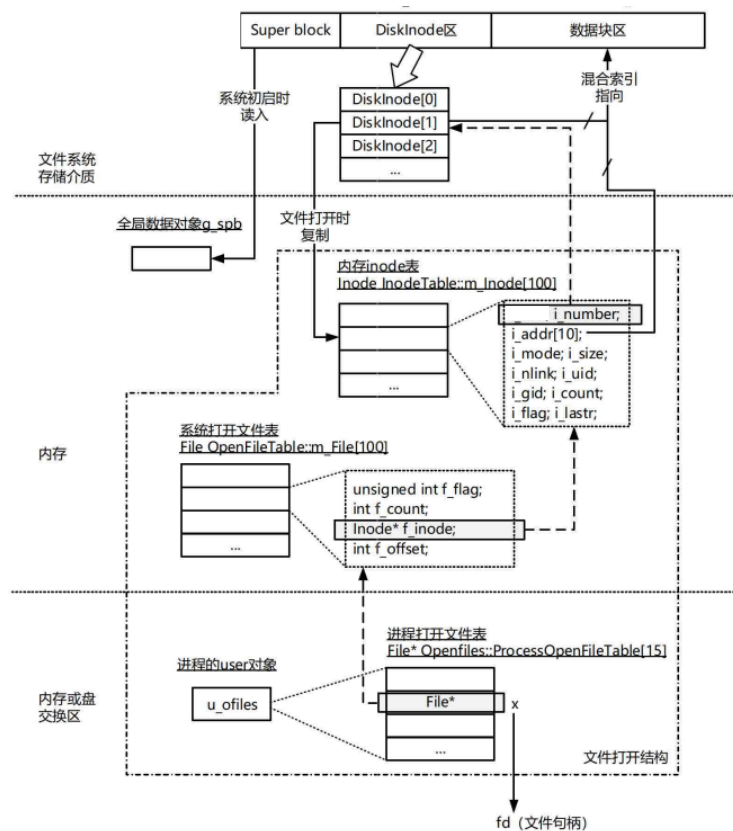 Super block
DiskInode区
数据块区
系统初启时
读入
混合索引
指向
DiskInode[0]
DiskInode[1]
DiskInode[2]
...
文件系统
存储介质
全局数据对象g_spb
文件打开时
复制
内存inode表
Inode InodeTable::m_Inode[100]
...
i_number;
i_addr[10];
i_mode; i_size;
i_nlink; i_uid;
i_gid; i_count;
i_flag; i_lastr;
内存
系统打开文件表
File OpenFileTable::m_File[100]
...
unsigned int f_flag;
int f_count;
Inode* f_inode;
int f_offset;
进程打开文件表
File* Openfiles::ProcessOpenFileTable[15]
进程的user对象
u_ofiles
File*
x
...
内存或盘
交换区
文件打开结构
fd（文件句柄）